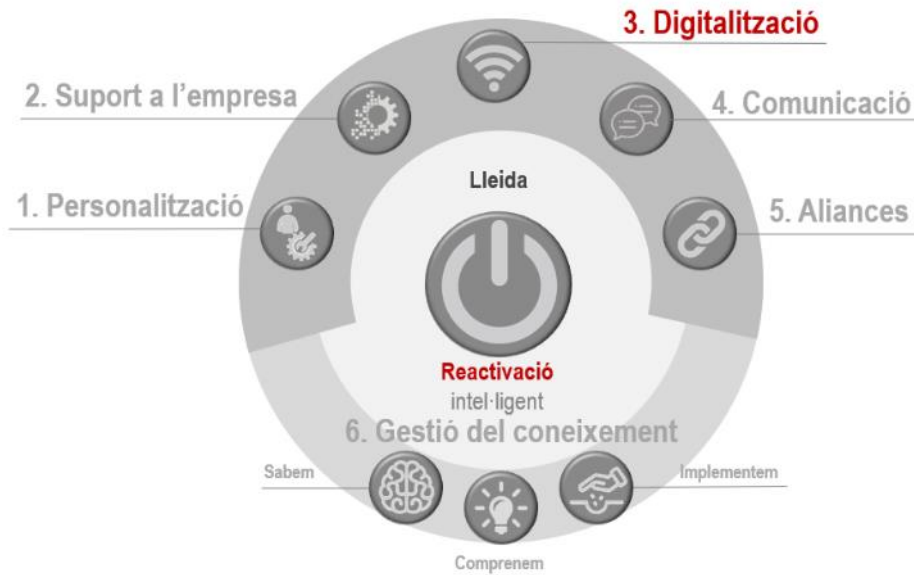 3. Digitalització
2. Suport a l'empresa
4. Comunicació
Lleida
1. Personalització
5. Aliances
Reactivació
intel·ligent
6. Gestió del coneixement
Sabem
Implementem
Comprenem